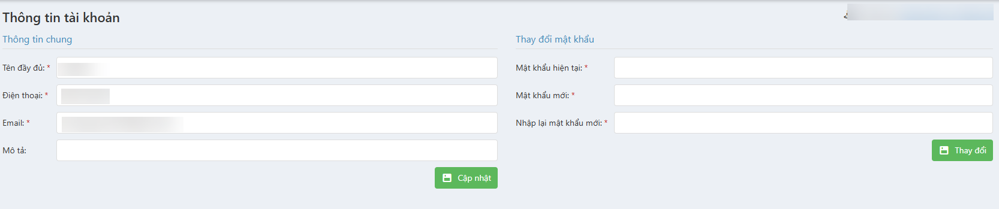 Thông tin tài khoản
Thông tin chung
Tên đầy đủ: *
Điện thoại: *
Email: *
Mô tả:
Cập nhật
Thay đổi mật khẩu
Mật khẩu hiện tại: *
Mật khẩu mới: *
Nhập lại mật khẩu mới: *
Thay đổi